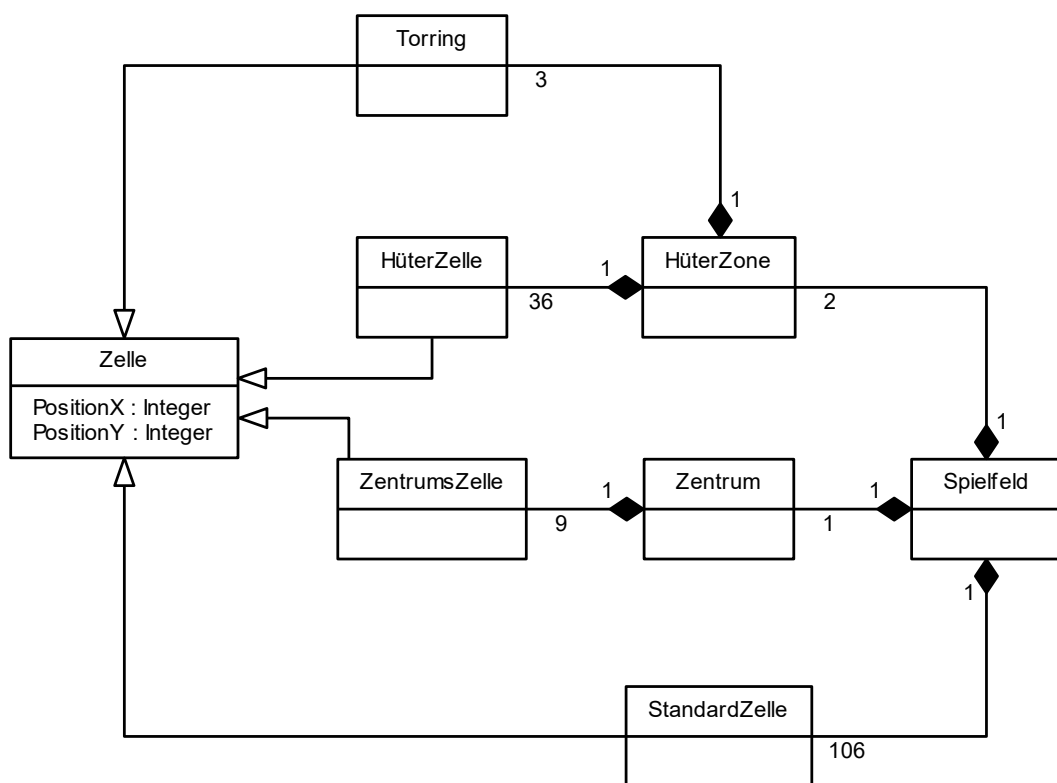 Torring
3
1
HüterZelle
1
HüterZone
36
2
Zelle
PositionX : Integer
PositionY : Integer
1
ZentrumsZelle
1
Zentrum
1
Spielfeld
9
1
1
StandardZelle
106